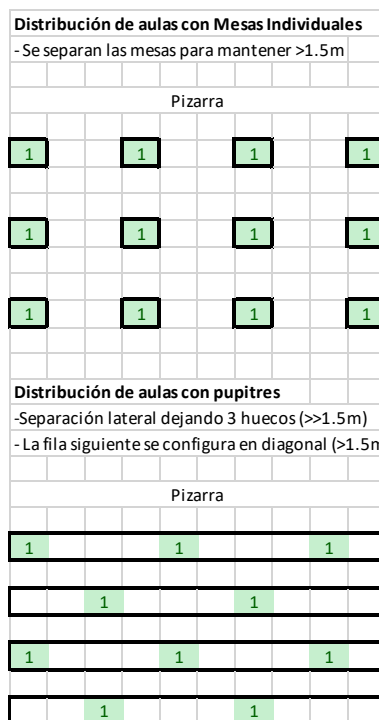 Distribución de aulas con Mesas Individuales
- Se separan las mesas para mantener >1.5m
Pizarra
1 1 1 1
1 1 1 1
1 1 1 1
Distribución de aulas con pupitres
-Separación lateral dejando 3 huecos (>>1.5m)
- La fila siguiente se configura en diagonal (>1.5m
Pizarra
1 1 1
1 1
1 1 1
1 1